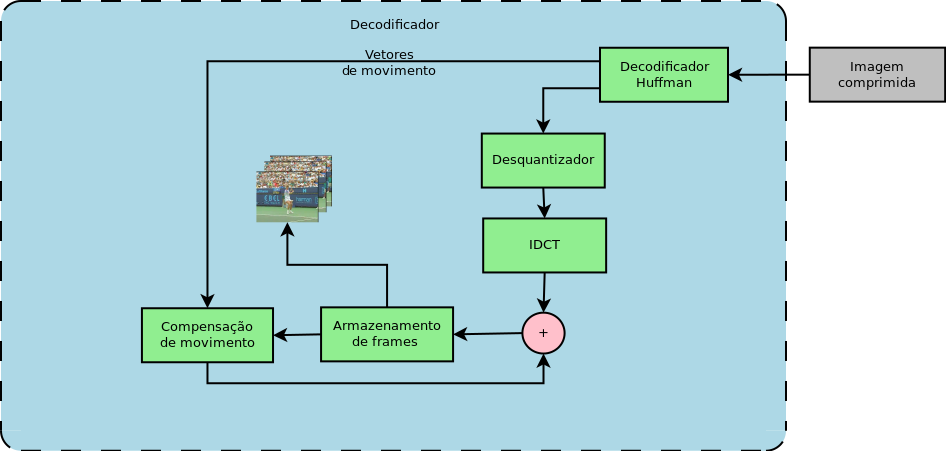 Decodificador
Vetores
de movimento
Decodificador
Huffman
Imagem
comprimida
Desquantizador
IDCT
Compensação
de movimento
Armazenamento
de frames
+